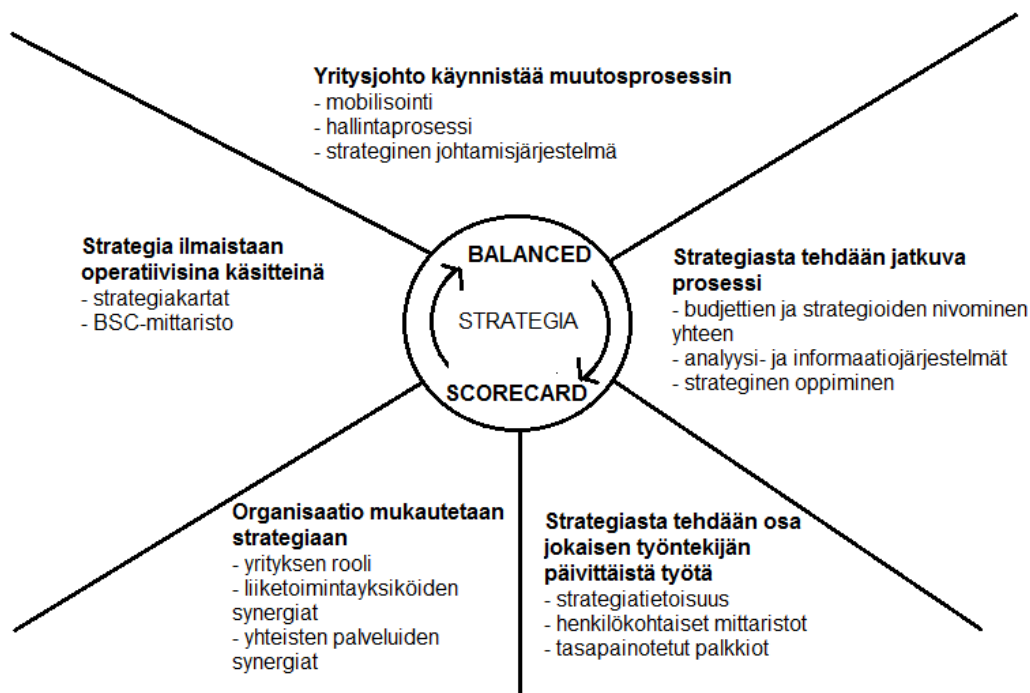 Yritysjohto käynnistää muutosprosessin
- mobilisointi
- hallintaprosessi
- strateginen johtamisjärjestelmä
Strategia ilmaistaan
operatiivisina käsitteinä
- strategiakartat
- BSC-mittaristo
BALANCED
STRATEGIA
SCORECARD
Strategiasta tehdään jatkuva
prosessi
- budjettien ja strategioiden nivominen
yhteen
- analyysi- ja informaatiojärjestelmät
- strateginen oppiminen
Organisaatio mukautetaan
strategiaan
- yrityksen rooli
- liiketoimintayksiköiden
synergiat
- yhteisten palveluiden
synergiat
Strategiasta tehdään osa
jokaisen työntekijän
päivittäistä työtä
- strategiatietoisuus
- henkilökohtaiset mittaristot
- tasapainotetut palkkiot